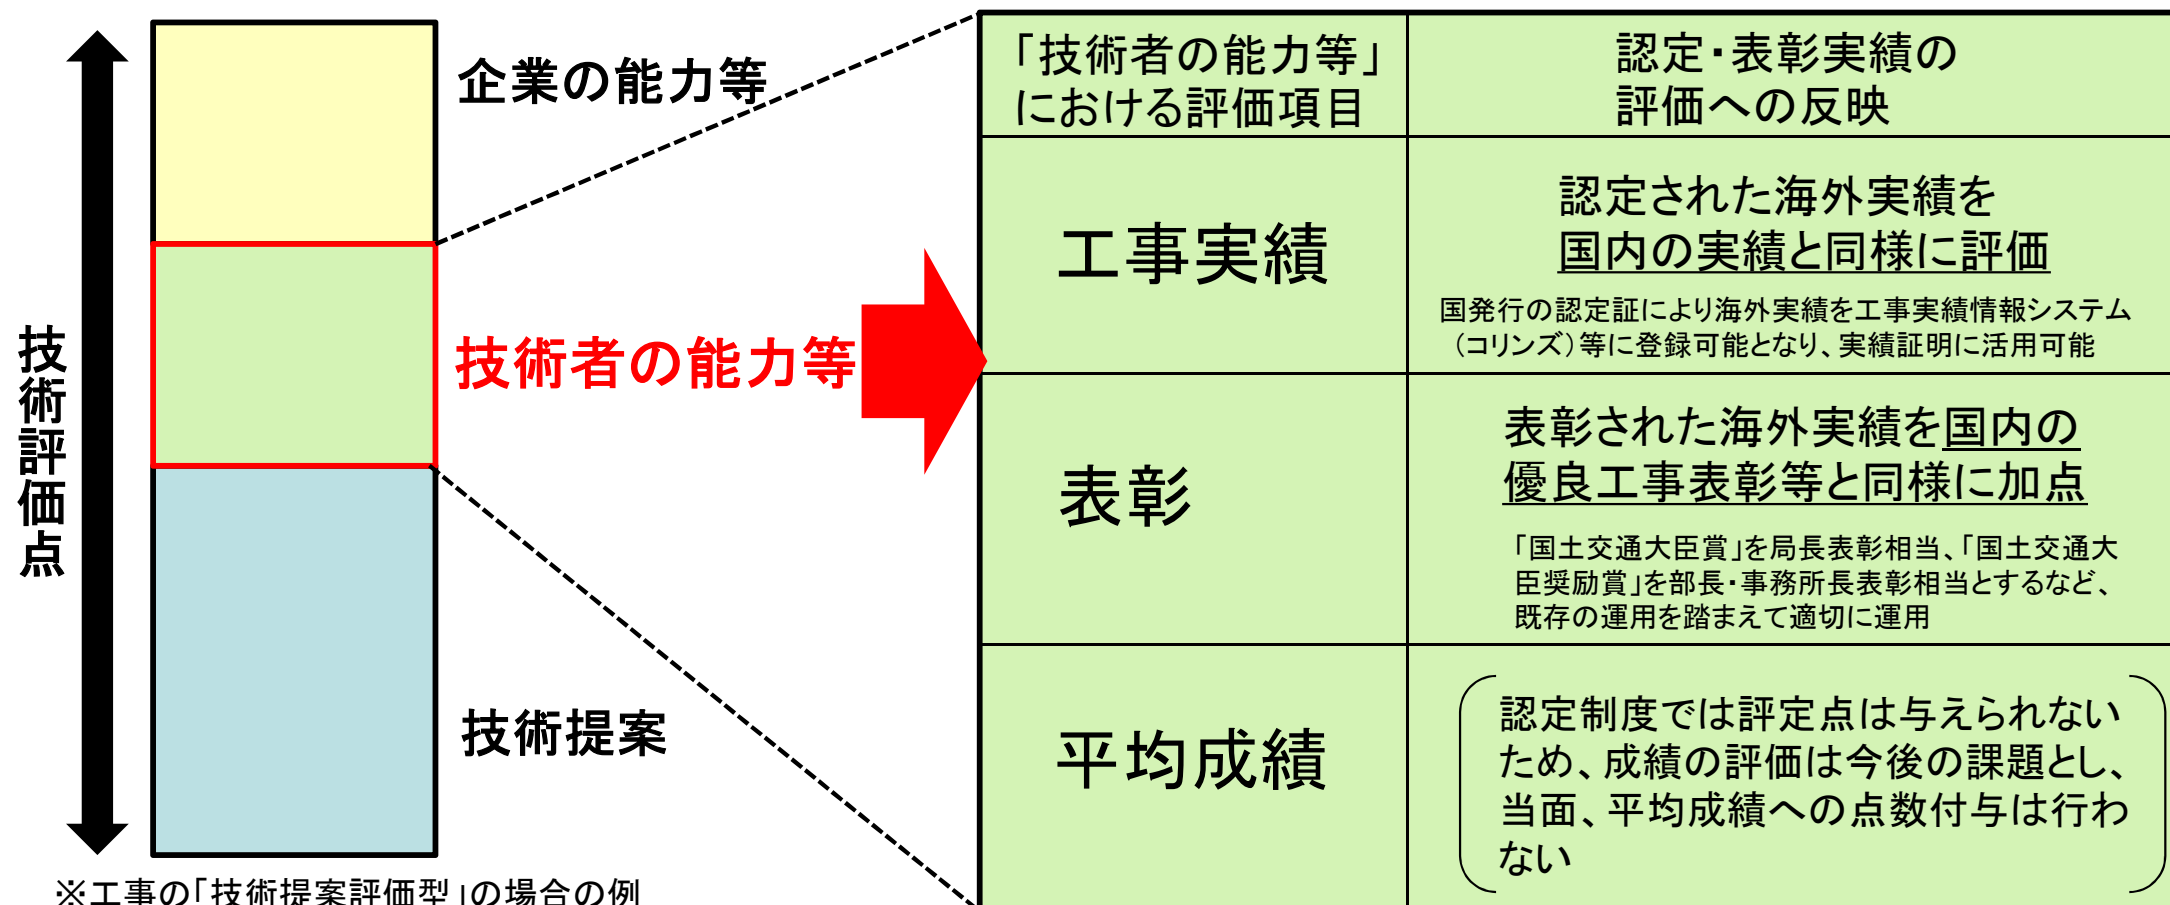 技術評価点
企業の能力等
技術者の能力等
技術提案
※工事の「技術提案評価型」の場合の例
「技術者の能力等」
における評価項目
認定・表彰実績の
評価への反映
工事実績
認定された海外実績を
国内の実績と同様に評価
国発行の認定証により海外実績を工事実績情報システム
(コリンズ)等に登録可能となり、実績証明に活用可能
表彰
表彰された海外実績を国内の
優良工事表彰等と同様に加点
「国土交通大臣賞」を局長表彰相当、「国土交通大
臣奨励賞」を部長・事務所長表彰相当とするなど、
既存の運用を踏まえて適切に運用
平均成績
認定制度では評定点は与えられない
ため、成績の評価は今後の課題とし、
当面、平均成績への点数付与は行わ
ない